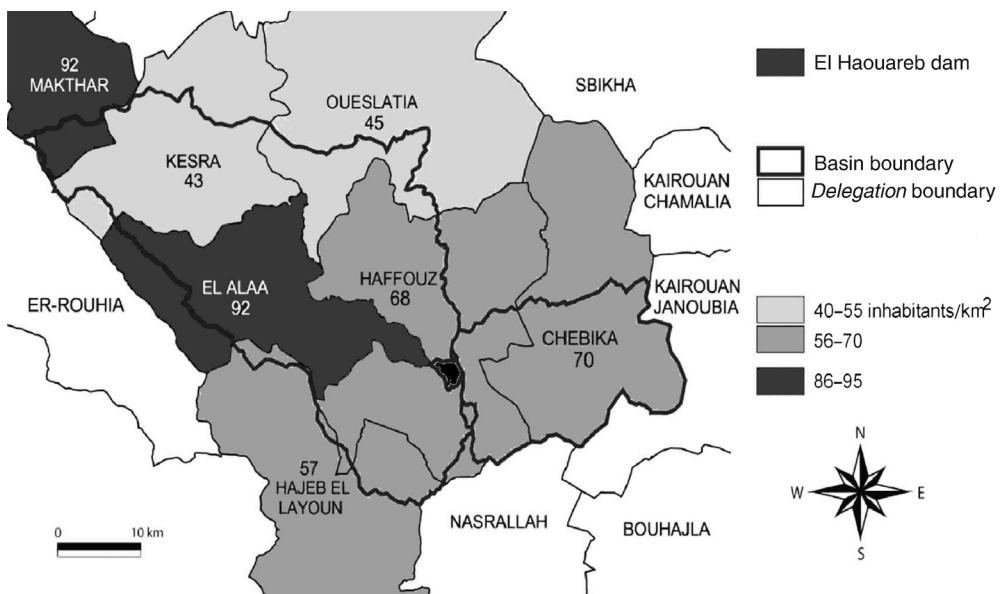 92
MAKTHAR
OUESLATIA
45
SBIKHA
KESRA
43
KAIROUAN
CHAMALIA
HAFFOUZ
68
EL ALAA
92
ER-ROUHIA
KAIROUAN
JANOUBIA
CHEBIKA
70
57
HAJEB EL
LAYOUN
NASRALLAH
BOUHAJLA
0 10 km
El Haouareb dam
Basin boundary
Delegation boundary
40–55 inhabitants/km²
56–70
86–95
N
W E
S